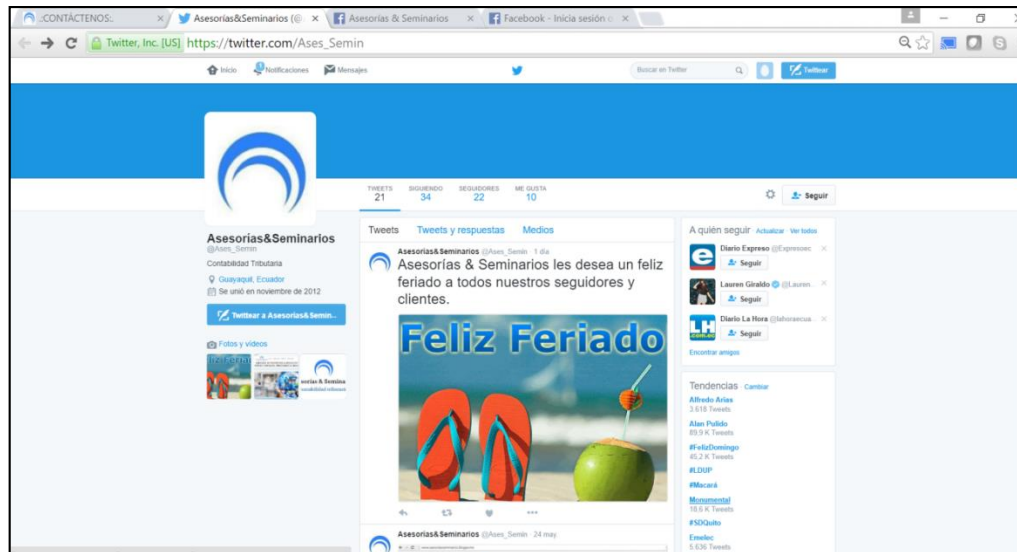 .:CONTÁCTENOS:.
Asesorías&Seminarios (@
Asesorías & Seminarios
Facebook - Inicia sesión o
Twitter, Inc. [US] https://twitter.com/Ases_Semin
Inicio
1
Notificaciones
Mensajes
Buscar en Twitter
Twittear
TWEETS
21
SIGUIENDO
34
SEGUIDORES
22
ME GUSTA
10
Seguir
Asesorías&Seminarios
@Ases_Semin
Contabilidad Tributaria
Guayaquil, Ecuador
Se unió en noviembre de 2012
Twittear a Asesorías&Semin...
Fotos y vídeos
Tweets Tweets y respuestas Medios
Asesorías&Seminarios @Ases_Semin · 1 día
Asesorías & Seminarios les desea un feliz
feriado a todos nuestros seguidores y
clientes.
Feliz Feriado
Asesorías&Seminarios @Ases_Semin · 24 may.
A quién seguir · Actualizar · Ver todos
Diario Expreso @Expresoec
Seguir
Lauren Giraldo @Lauren...
Seguir
LH
Diario La Hora @lahoraecua...
Seguir
Encontrar amigos
Tendencias · Cambiar
Alfredo Arias
3.618 Tweets
Alan Pulido
89,9 K Tweets
#FelizDomingo
45,2 K Tweets
#LDUP
#Macará
Monumental
18,6 K Tweets
#SDQuito
Emelec
5.636 Tweets